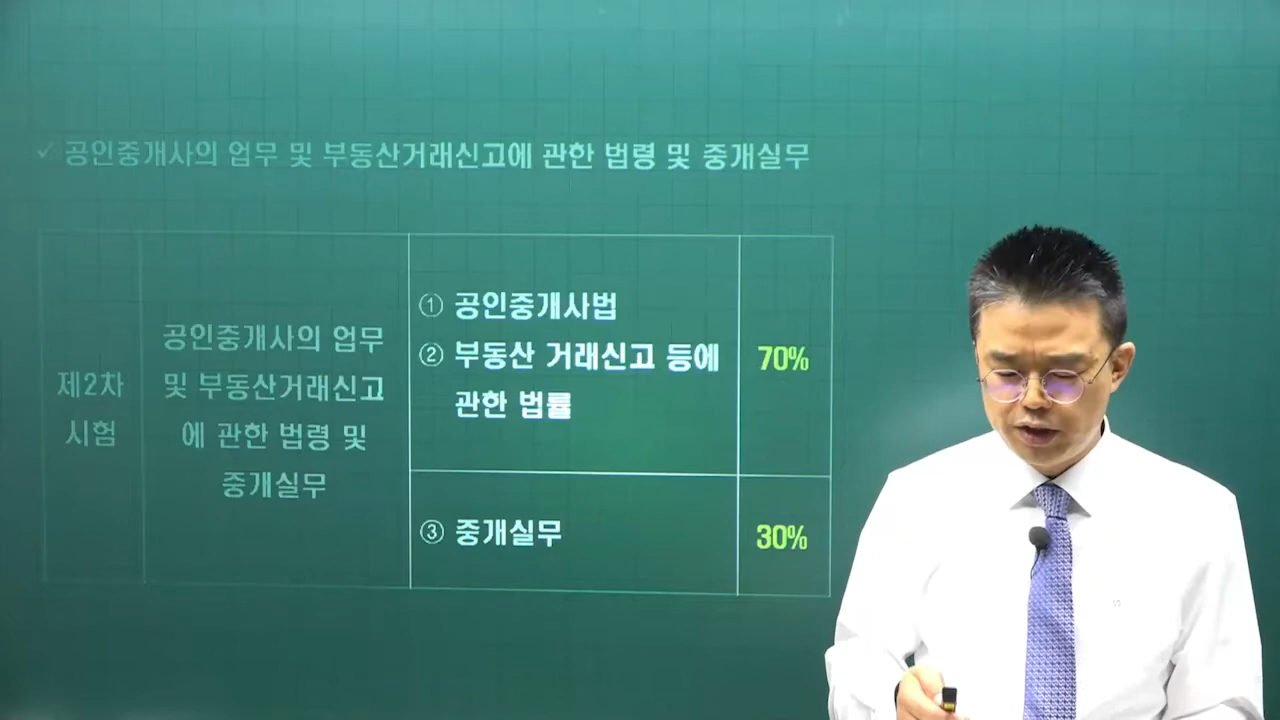 ✓ 공인중개사의 업무 및 부동산거래신고에 관한 법령 및 중개실무
제2차
시험
공인중개사의 업무
및 부동산거래신고
에 관한 법령 및
중개실무
① 공인중개사법
② 부동산 거래신고 등에
관한 법률
70%
③ 중개실무
30%